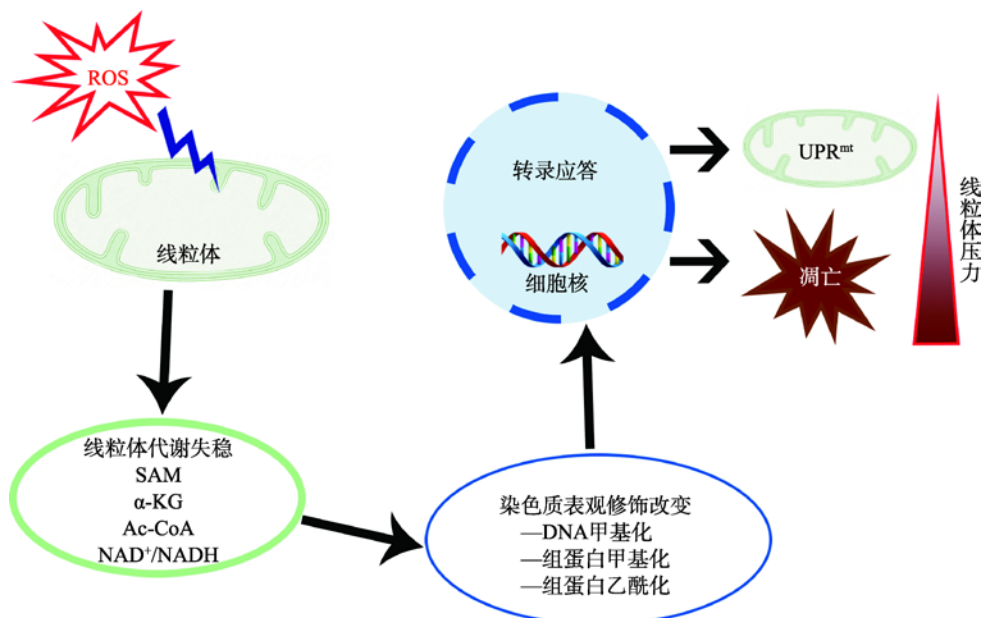 ROS
线粒体
线粒体代谢失稳
SAM
α-KG
Ac-CoA
NAD⁺/NADH
染色质表观修饰改变
—DNA甲基化
—组蛋白甲基化
—组蛋白乙酰化
转录应答
细胞核
UPRᵐᵗ
凋亡
线粒体压力